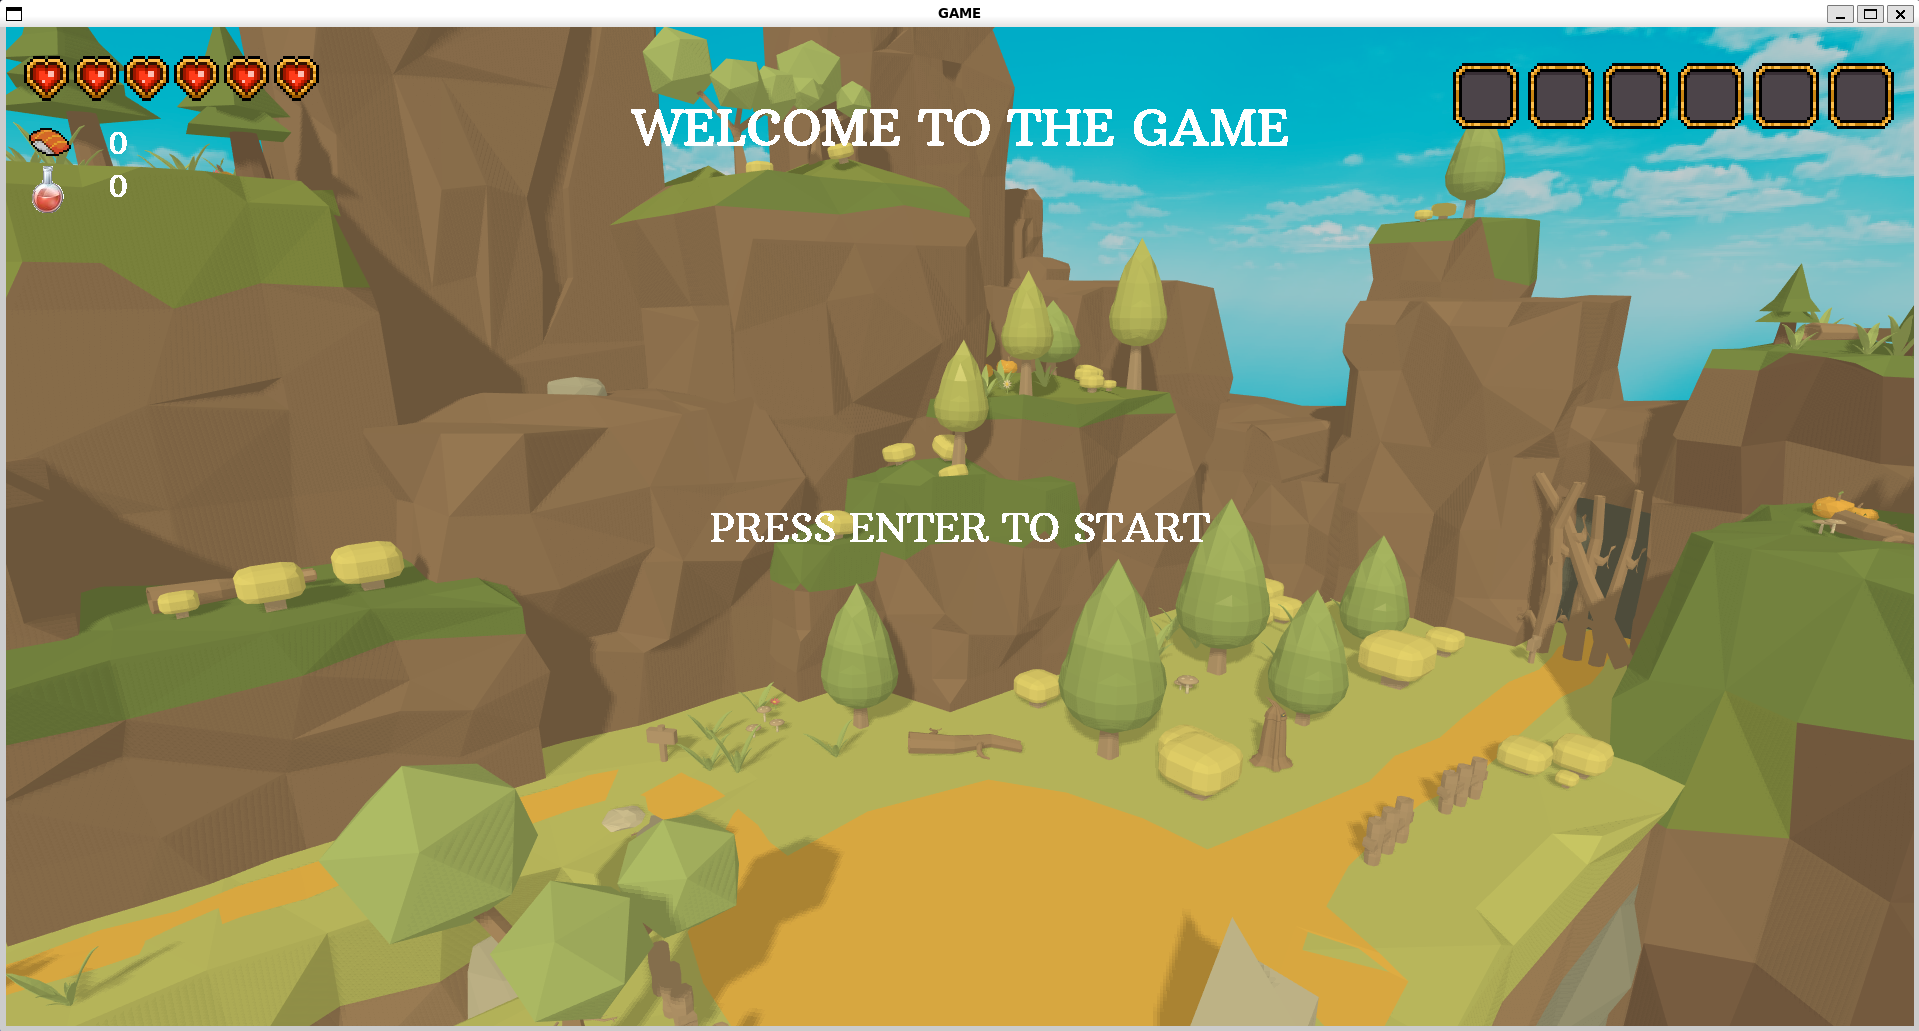 GAME
WELCOME TO THE GAME
0
0
PRESS ENTER TO START